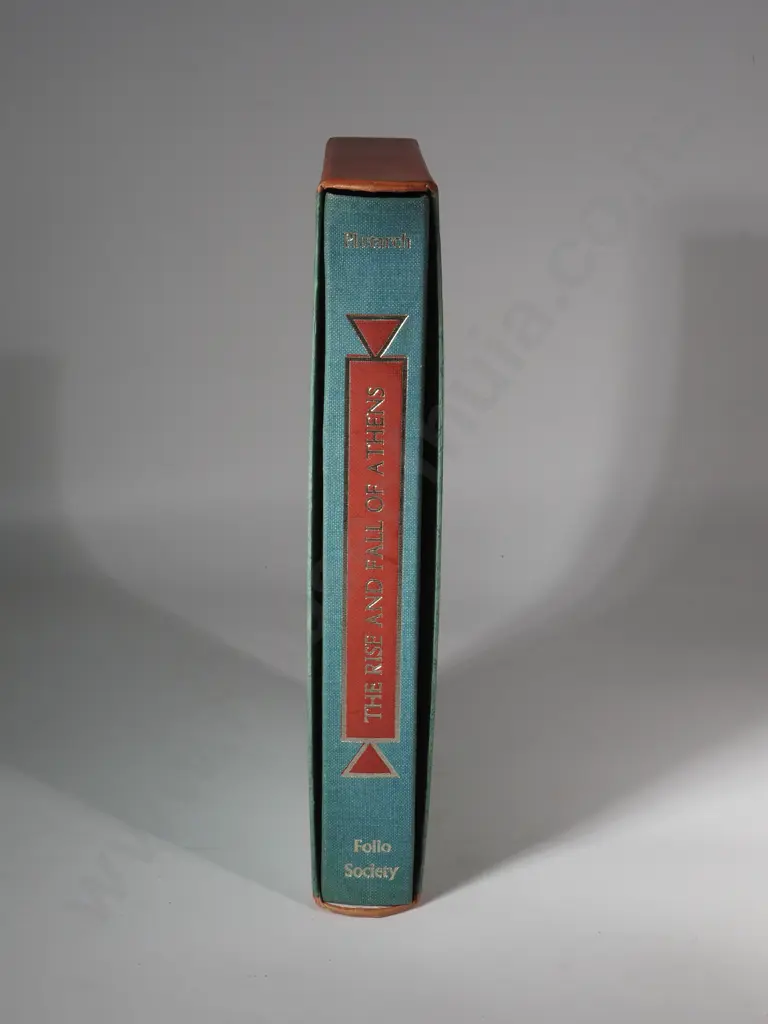 Plutarch
THE RISE AND FALL OF ATHENS
Folio
Society